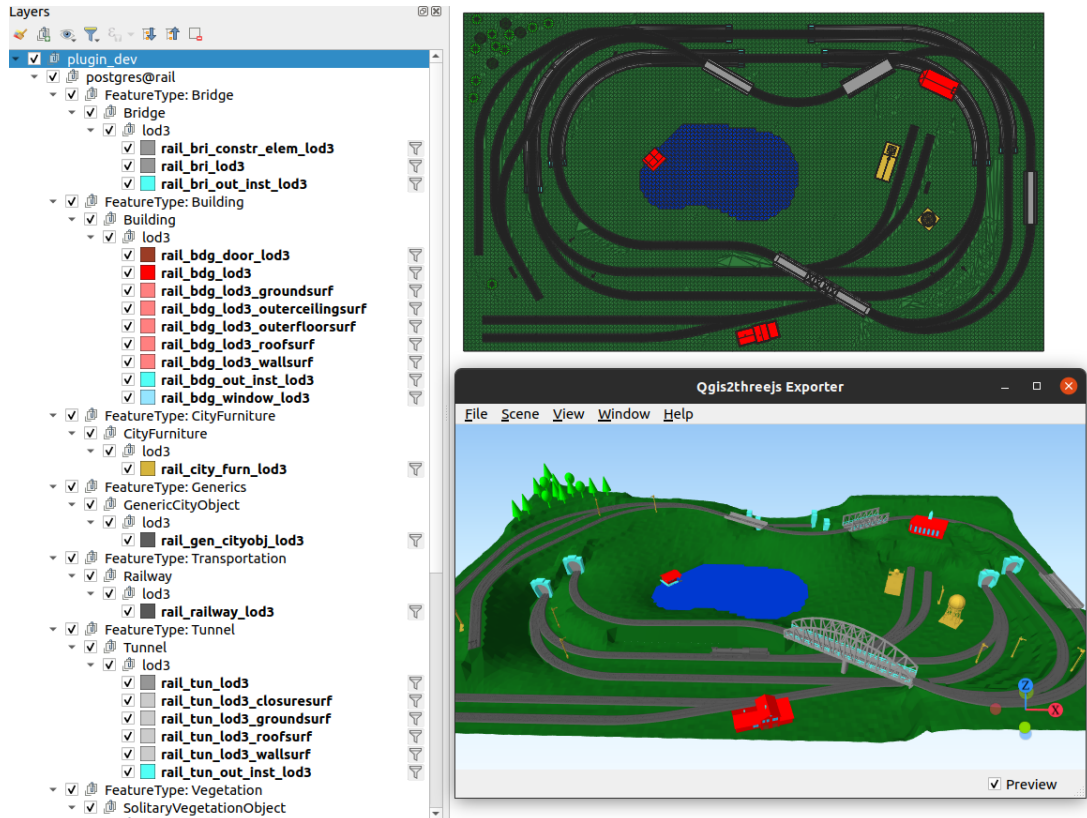 Layers
plugin_dev
postgres@rail
FeatureType: Bridge
Bridge
lod3
rail_bri_constr_elem_lod3
rail_bri_lod3
rail_bri_out_inst_lod3
FeatureType: Building
Building
lod3
rail_bdg_door_lod3
rail_bdg_lod3
rail_bdg_lod3_groundsurf
rail_bdg_lod3_outerceilingsurf
rail_bdg_lod3_outerfloorsurf
rail_bdg_lod3_roofsurf
rail_bdg_lod3_wallsurf
rail_bdg_out_inst_lod3
rail_bdg_window_lod3
FeatureType: CityFurniture
CityFurniture
lod3
rail_city_furn_lod3
FeatureType: Generics
GenericCityObject
lod3
rail_gen_cityobj_lod3
FeatureType: Transportation
Railway
lod3
rail_railway_lod3
FeatureType: Tunnel
Tunnel
lod3
rail_tun_lod3
rail_tun_lod3_closuresurf
rail_tun_lod3_groundsurf
rail_tun_lod3_roofsurf
rail_tun_lod3_wallsurf
rail_tun_out_inst_lod3
FeatureType: Vegetation
SolitaryVegetationObject
Qgis2threejs Exporter
File Scene View Window Help
Z
X
Preview